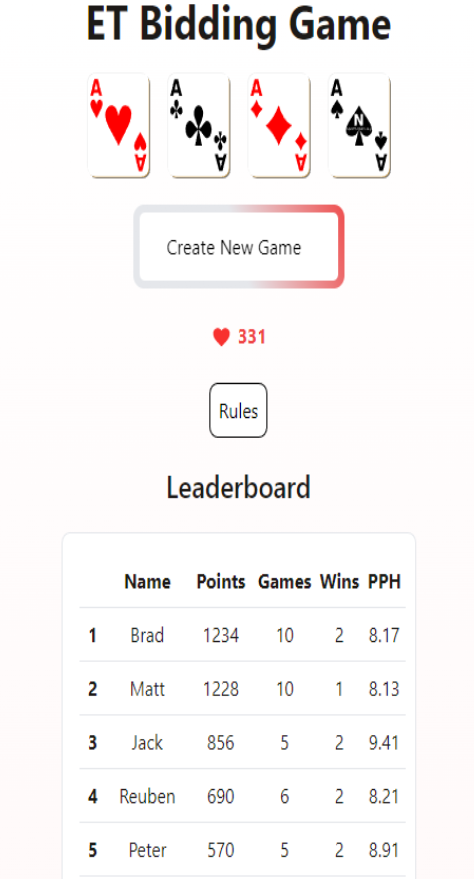 ET Bidding Game
A A A A
A A A A
Create New Game
331
Rules
Leaderboard
Name Points Games Wins PPH
1 Brad 1234 10 2 8.17
2 Matt 1228 10 1 8.13
3 Jack 856 5 2 9.41
4 Reuben 690 6 2 8.21
5 Peter 570 5 2 8.91